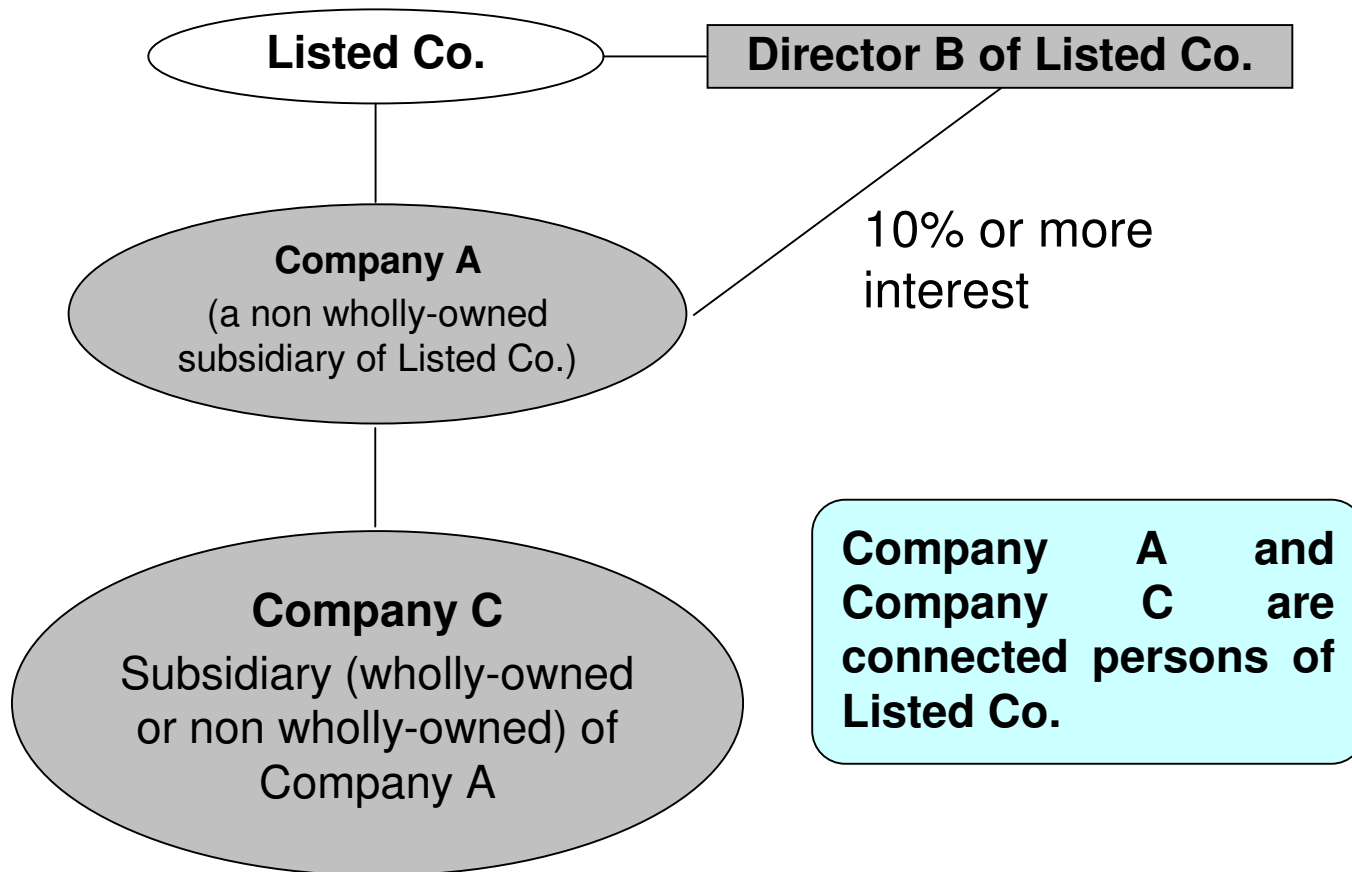 Listed Co.
Director B of Listed Co.
Company A
(a non wholly-owned
subsidiary of Listed Co.)
10% or more
interest
Company C
Subsidiary (wholly-owned
or non wholly-owned) of
Company A
Company A and
Company C are
connected persons of
Listed Co.